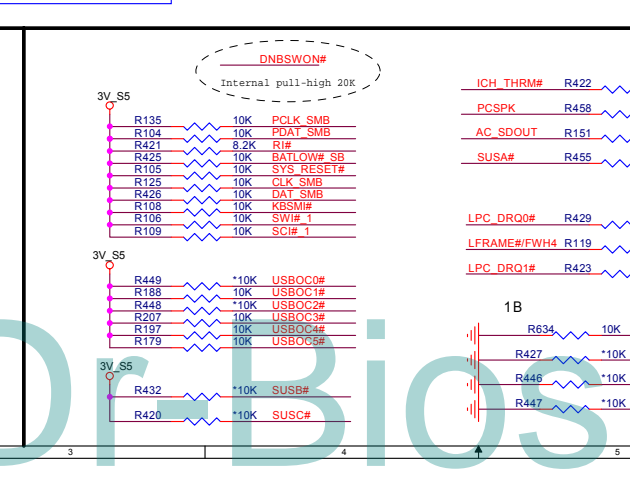 DNBSWON#
Internal pull-high 20K
3V_S5
R135 10K PCLK_SMB
R104 10K PDAT_SMB
R421 8.2K RI#
R425 10K BATLOW#_SB
R105 10K SYS_RESET#
R125 10K CLK_SMB
R426 10K DAT_SMB
R108 10K KBSMI#
R106 10K SWI#_1
R109 10K SCI#_1
3V_S5
R449 *10K USBOC0#
R188 10K USBOC1#
R448 *10K USBOC2#
R207 10K USBOC3#
R197 10K USBOC4#
R179 10K USBOC5#
3V_S5
R432 *10K SUSB#
R420 *10K SUSC#
ICH_THRM# R422
PCSPK R458
AC_SDOUT R151
SUSA# R455
LPC_DRQ0# R429
LFRAME#/FWH4 R119
LPC_DRQ1# R423
1B
R634 10K
R427 *10K
R446 *10K
R447 *10K
Dr-Bios
3 4 5